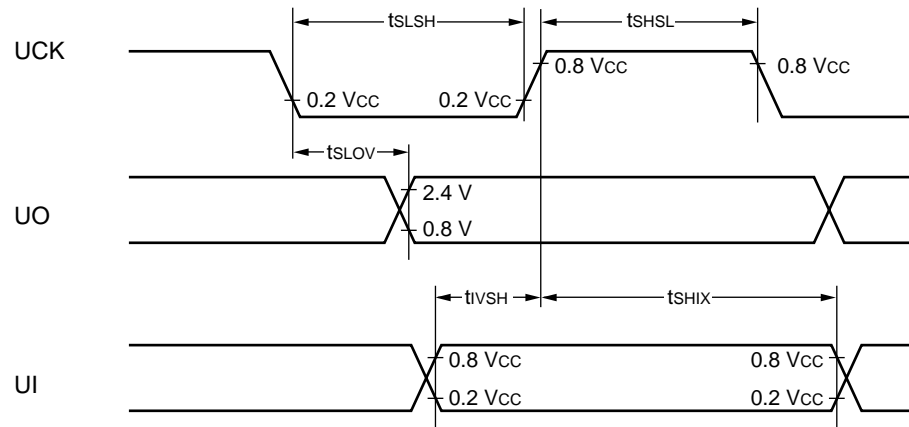 tSLSH
tSHSL
UCK
0.8 VCC
0.8 VCC
0.2 VCC
0.2 VCC
tSLOV
2.4 V
UO
0.8 V
tIVSH
tSHIX
0.8 VCC
0.8 VCC
UI
0.2 VCC
0.2 VCC